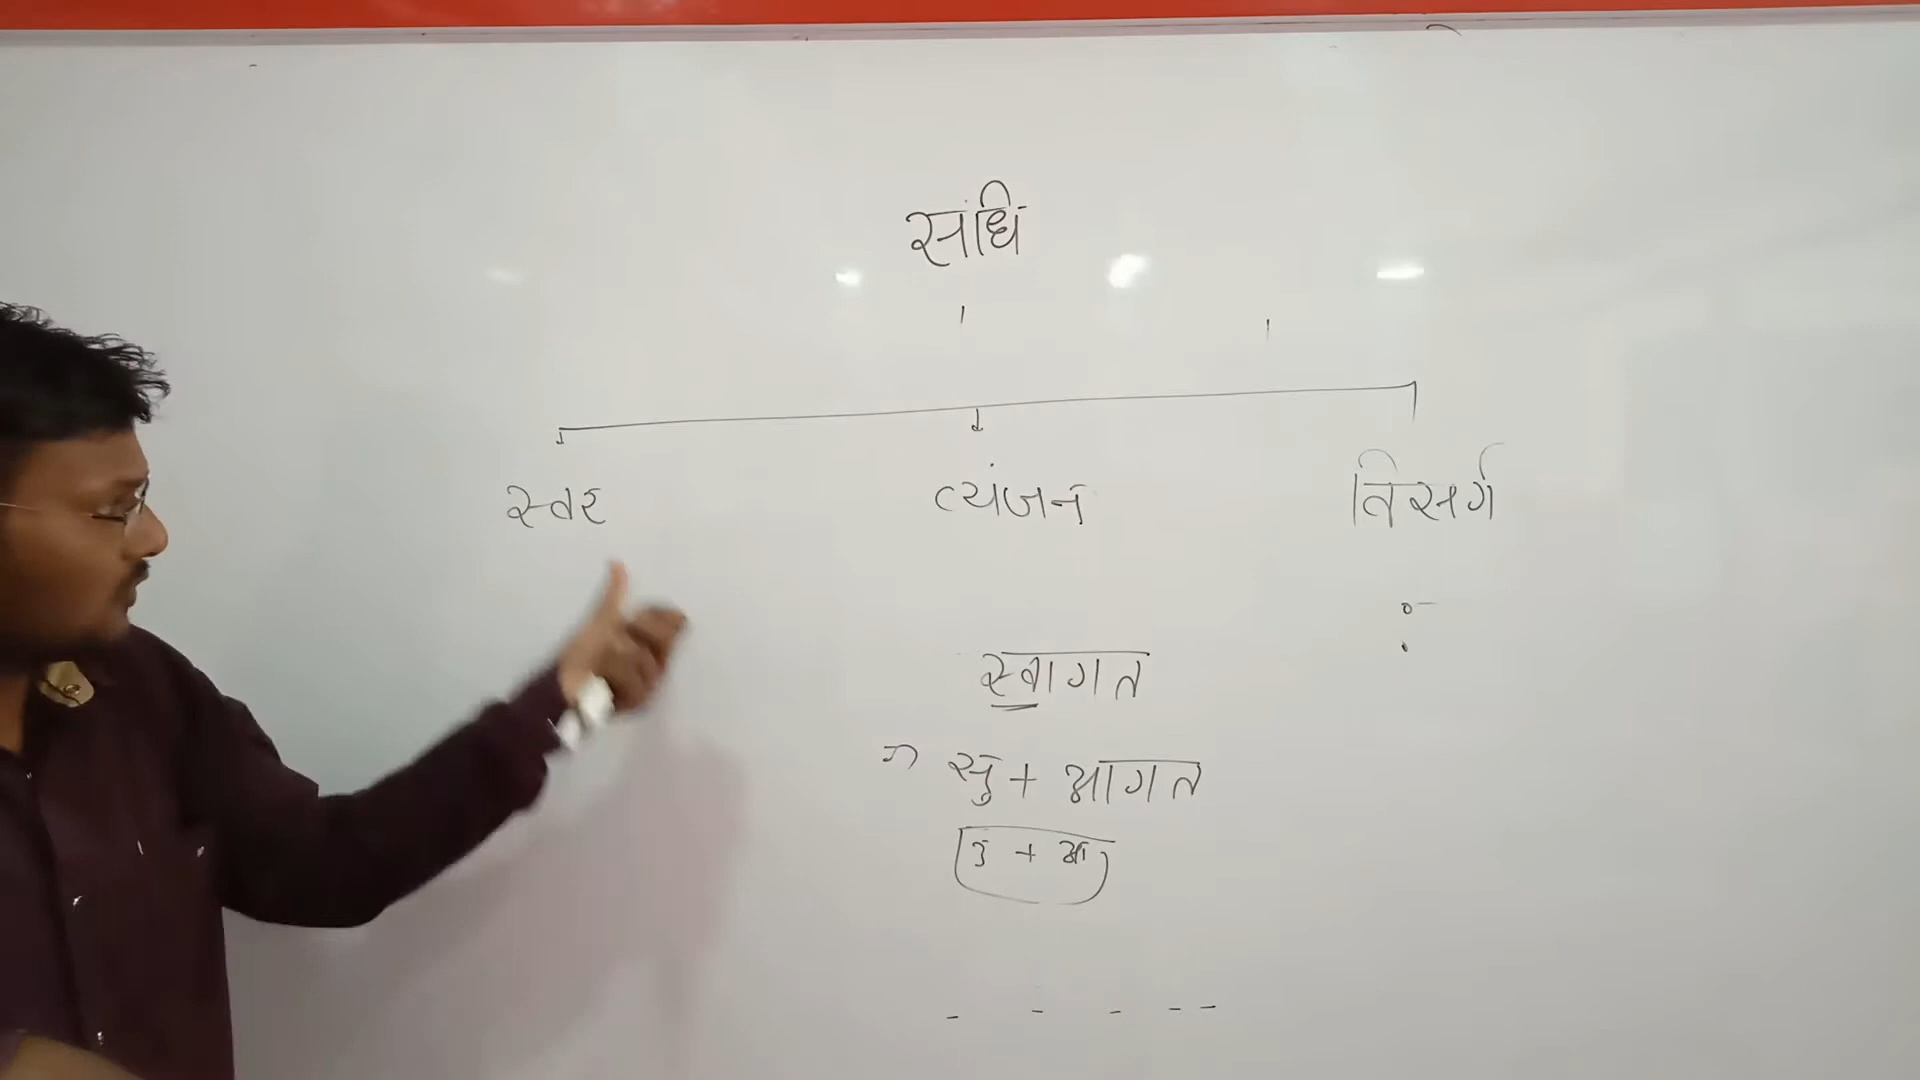 संधि
स्वर व्यंजन विसर्ग
स्वागत
⇒ सु + आगत
उ + आ